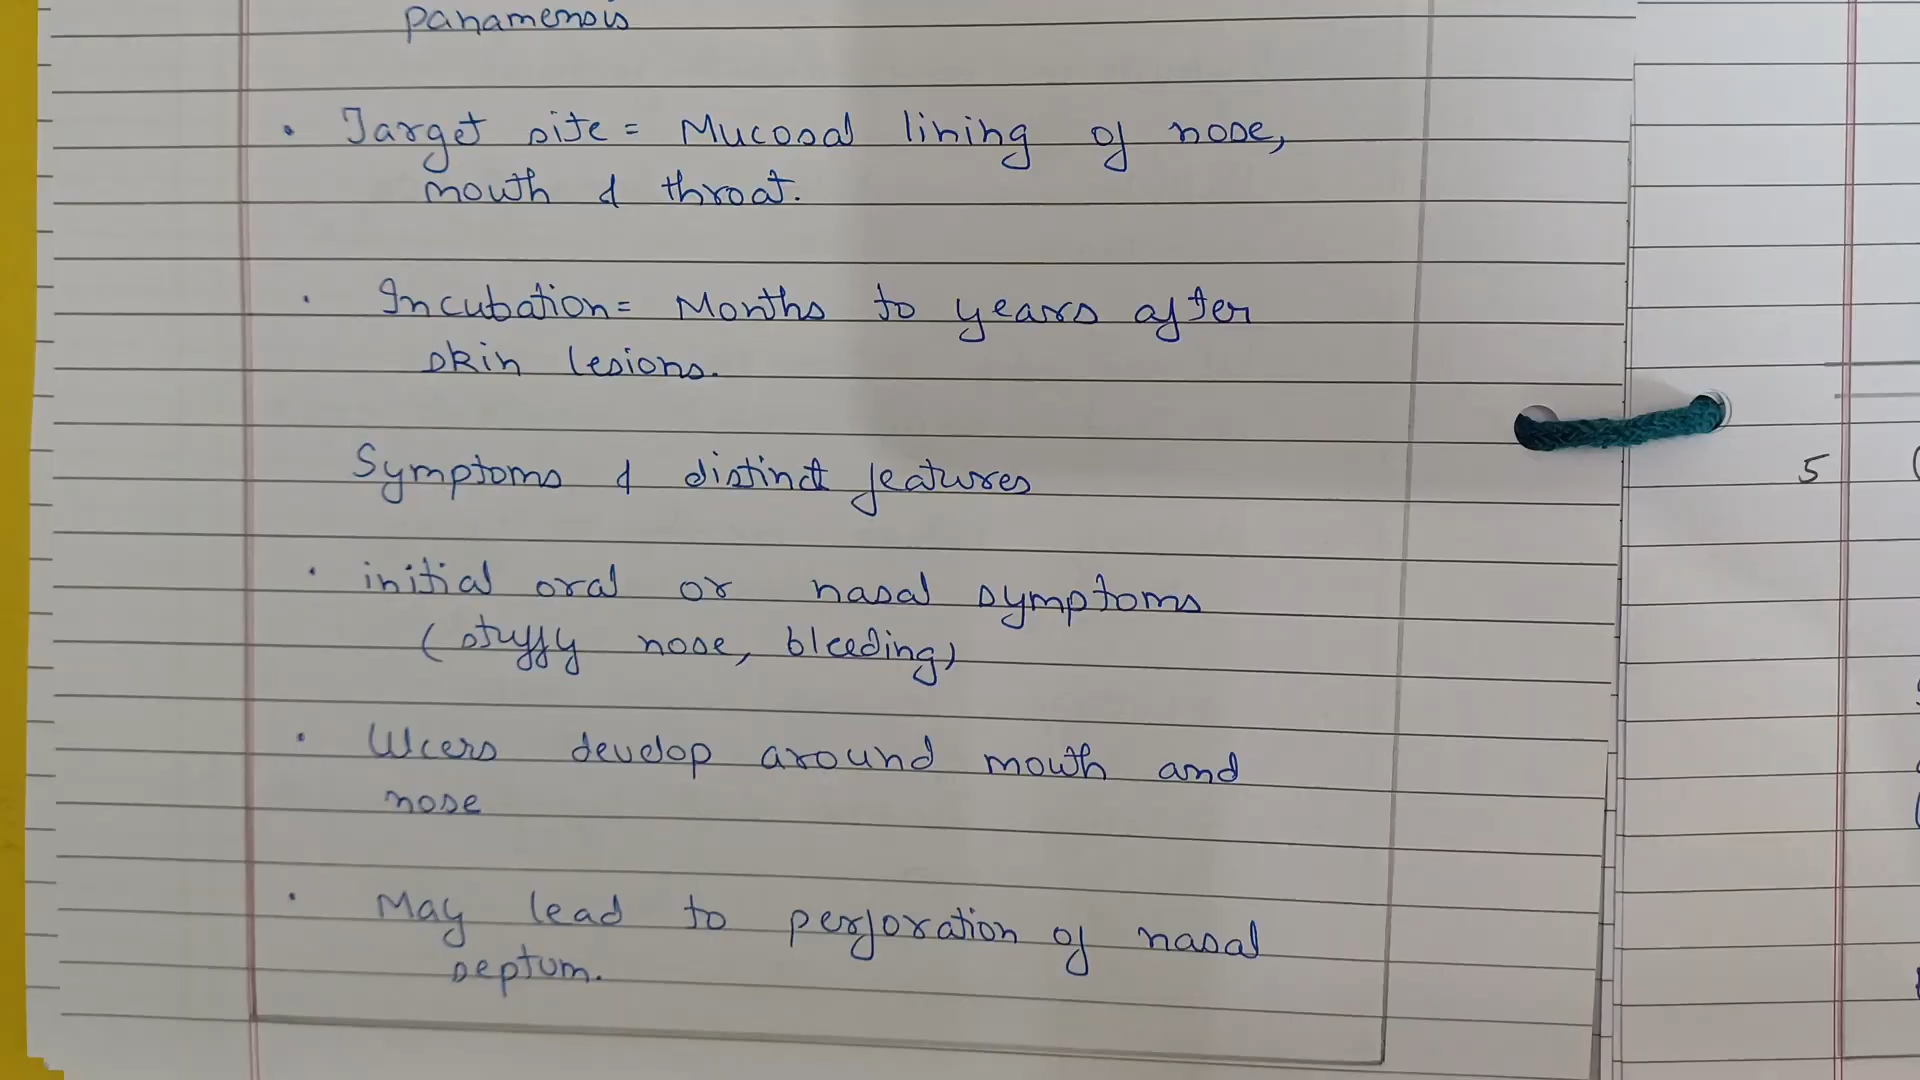 panamensis
• Target site = Mucosal lining of nose,
mouth & throat.
• Incubation = Months to years after
skin lesions.
Symptoms & distinct features
• initial oral or nasal symptoms
(stuffy nose, bleeding)
• Ulcers develop around mouth and
nose
• May lead to perforation of nasal
septum.
5